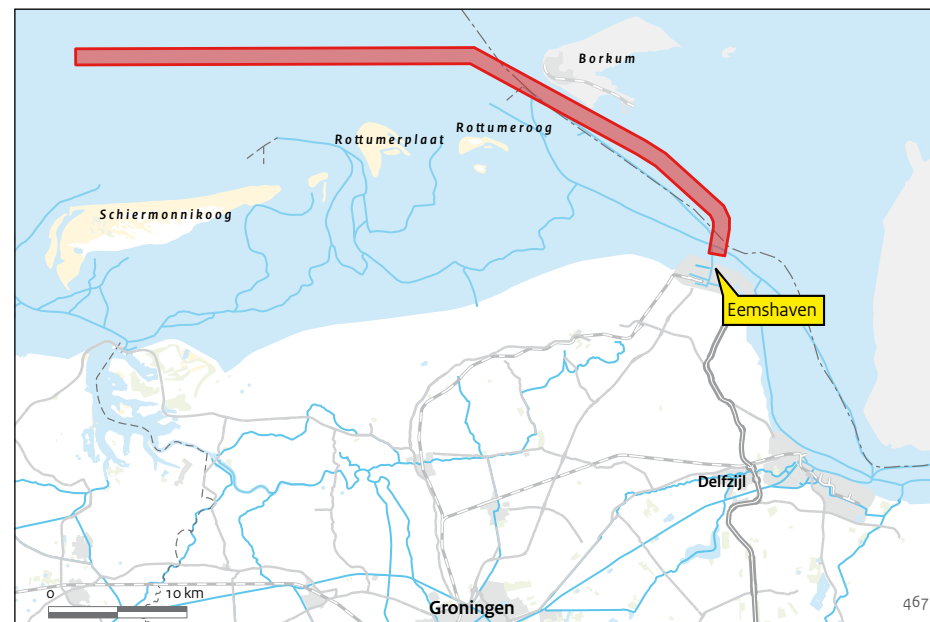 Borkum
Rottumeroog
Rottumerplaat
Schiermonnikoog
Eemshaven
Delfzijl
0 10 km
Groningen
467